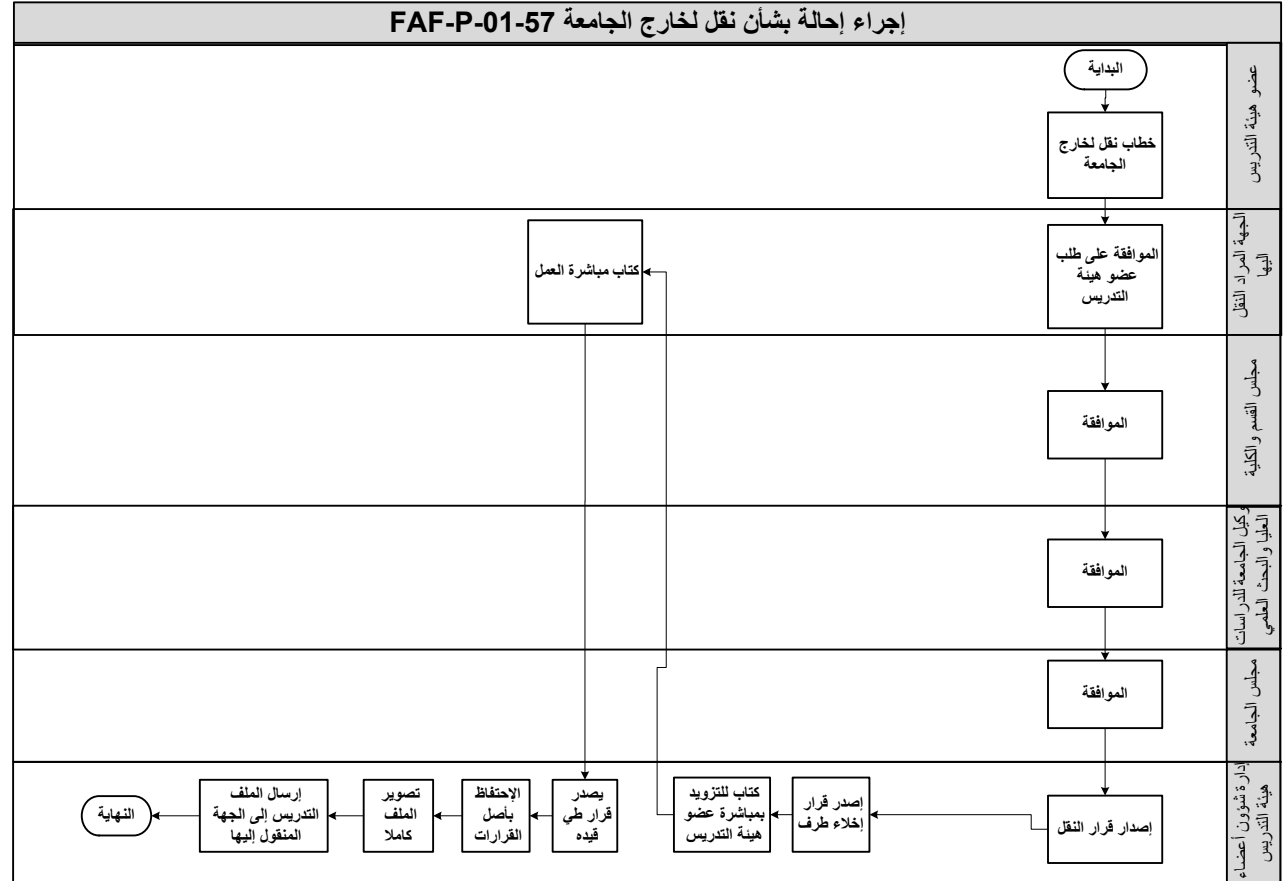 إجراء إحالة بشأن نقل لخارج الجامعة FAF-P-01-57
عضو هيئة التدريس
البداية
خطاب نقل لخارج
الجامعة
الجهة المراد النقل
اليها
الموافقة على طلب
عضو هيئة
التدريس
كتاب مباشرة العمل
مجلس القسم والكلية
الموافقة
وكيل الجامعة للدراسات
العليا والبحث العلمي
الموافقة
مجلس الجامعة
الموافقة
إدارة شؤون أعضاء
هيئة التدريس
إصدار قرار النقل
إصدر قرار
إخلاء طرف
كتاب للتزويد
بمباشرة عضو
هيئة التدريس
يصدر
قرار طي
قيده
الإحتفاظ
بأصل
القرارات
تصوير
الملف
كاملا
إرسال الملف
التدريس إلى الجهة
المنقول إليها
النهاية